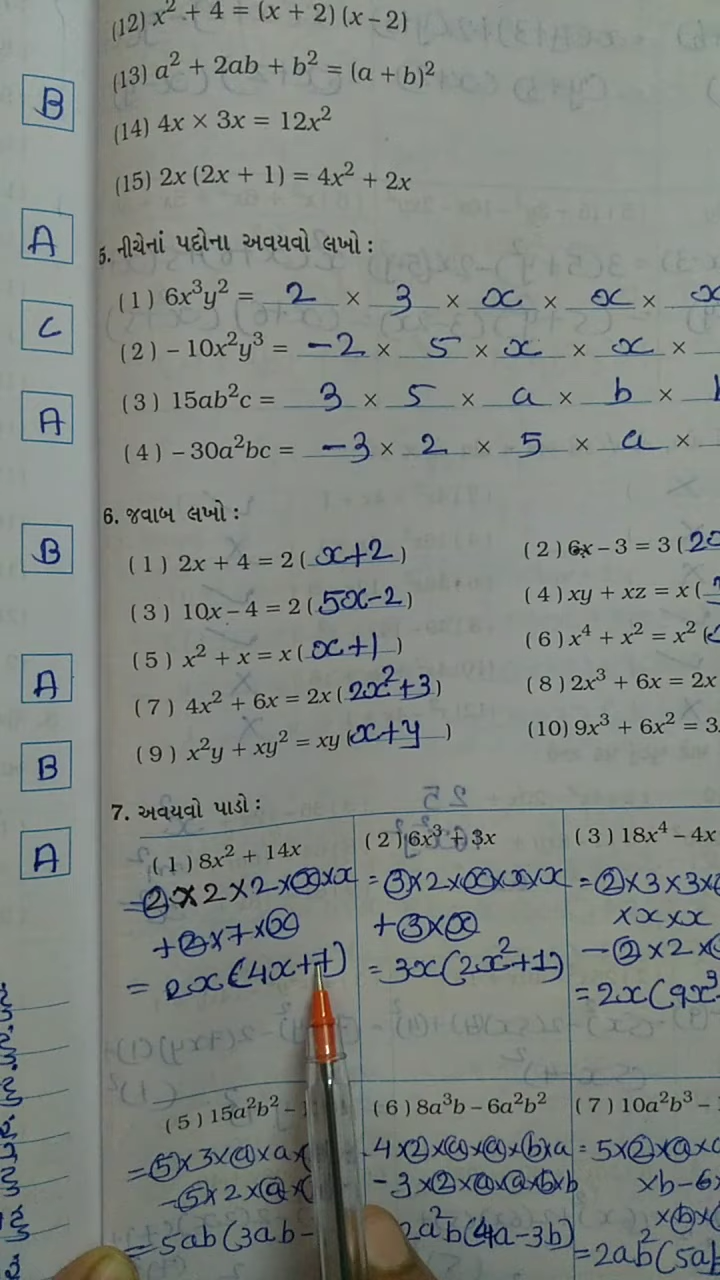 (12) x² + 4 = (x + 2) (x – 2)
(13) a² + 2ab + b² = (a + b)²
B
(14) 4x × 3x = 12x²
(15) 2x (2x + 1) = 4x² + 2x
A
5. નીચેનાં પદોના અવયવો લખો :
(1) 6x³y² = 2 × 3 × x × x × x
C
(2) – 10x²y³ = –2 × 5 × x × x ×
(3) 15ab²c = 3 × 5 × a × b × b
A
(4) – 30a²bc = –3 × 2 × 5 × a ×
6. જવાબ લખો :
B
(1) 2x + 4 = 2 (x+2) (2) 6x – 3 = 3 (2x
(3) 10x – 4 = 2 (5x–2) (4) xy + xz = x (
(5) x² + x = x (x+1) (6) x⁴ + x² = x² (
A
(7) 4x² + 6x = 2x (2x²+3) (8) 2x³ + 6x = 2x
(9) x²y + xy² = xy (x+y) (10) 9x³ + 6x² = 3
B
7. અવયવો પાડો :
A
(1) 8x² + 14x
= 2×2×2×x×x
+2×7×x
= 2x(4x+7)
(2) 6x³ + 3x
= 3×2×x×x×x
+3×x
= 3x(2x²+1)
(3) 18x⁴ – 4x
= 2×3×3×
×x×x
– 2×2×
= 2x(9x³
(5) 15a²b² –
= 5×3×a×a×
–5×2×a×
= 5ab(3ab –
(6) 8a³b – 6a²b²
4×2×a×a×b×a
–3×2×a×a×b×b
2a²b(4a–3b)
(7) 10a²b³ –
= 5×2×a×
×b–6×
×b×
= 2ab²(5ab